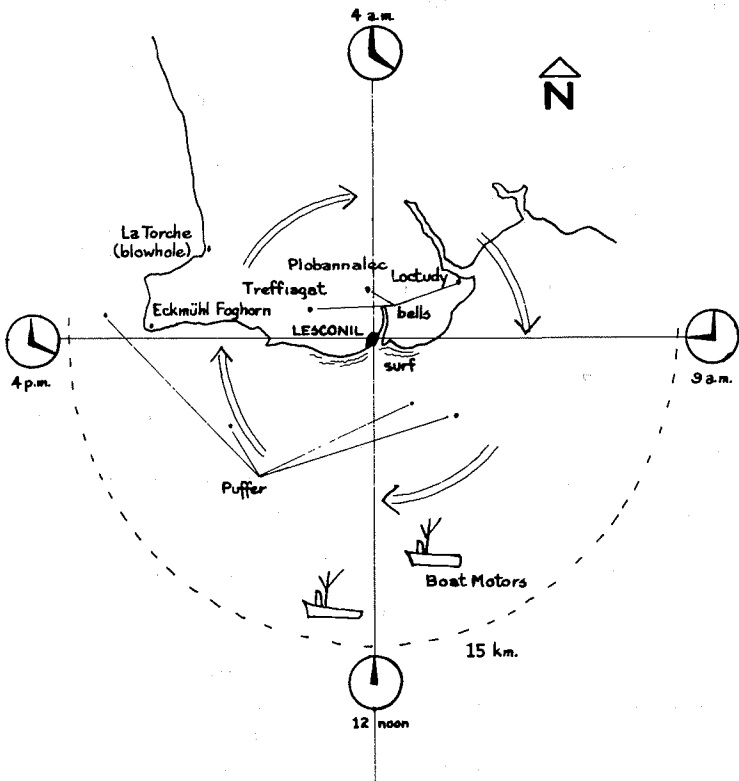 4 a.m.
N
La Torche
(blowhole)
Plobannalec
Loctudy
Treffiagat
bells
Eckmühl Foghorn
LESCONIL
surf
4 p.m.
9 a.m.
Puffer
Boat Motors
15 km.
12 noon